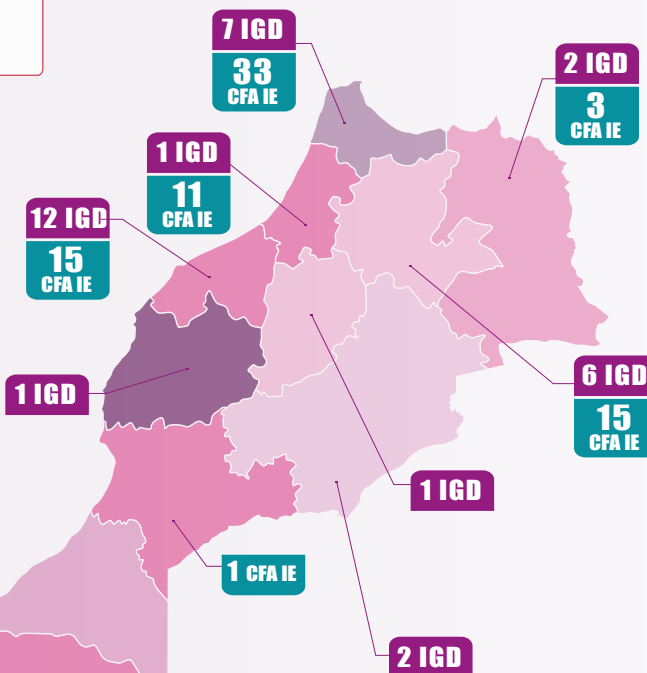 7 IGD
33
CFA IE
2 IGD
3
CFA IE
1 IGD
11
CFA IE
12 IGD
15
CFA IE
6 IGD
15
CFA IE
1 IGD
1 IGD
1 CFA IE
2 IGD